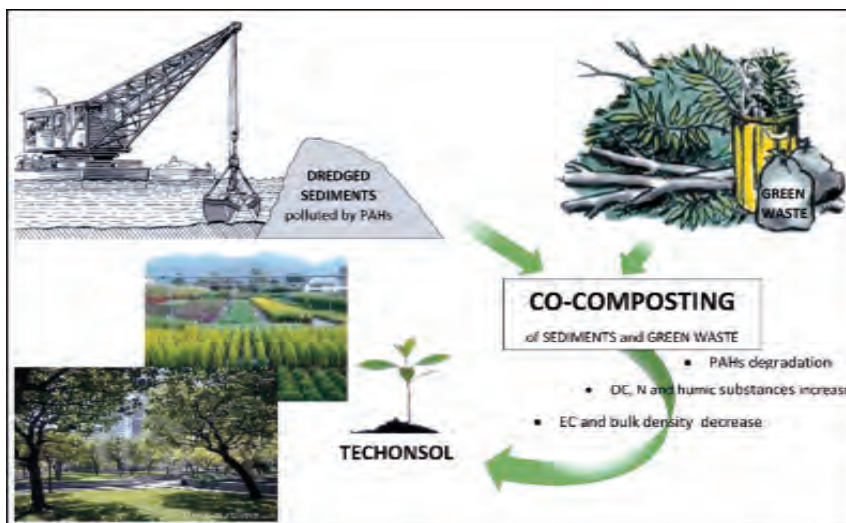 DREDGED
SEDIMENTS
polluted by PAHs
GREEN
WASTE
CO-COMPOSTING
of SEDIMENTS and GREEN WASTE
• PAHs degradation
• OC, N and humic substances increase
• EC and bulk density decrease
TECHONSOL